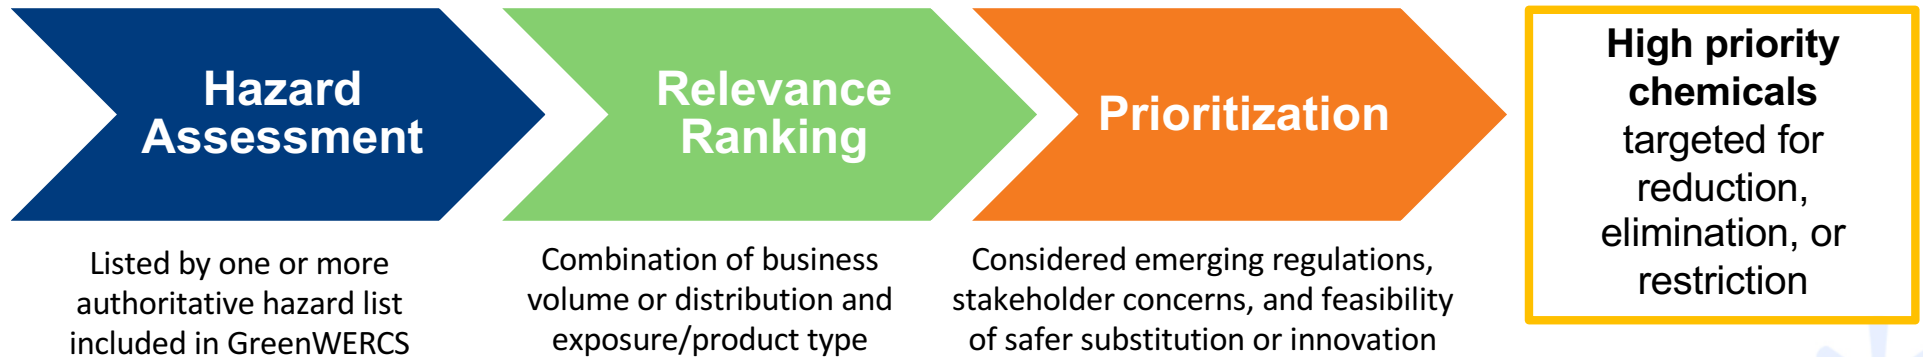 Hazard
Assessment
Relevance
Ranking
Prioritization
High priority
chemicals
targeted for
reduction,
elimination, or
restriction
Listed by one or more
authoritative hazard list
included in GreenWERCS
Combination of business
volume or distribution and
exposure/product type
Considered emerging regulations,
stakeholder concerns, and feasibility
of safer substitution or innovation